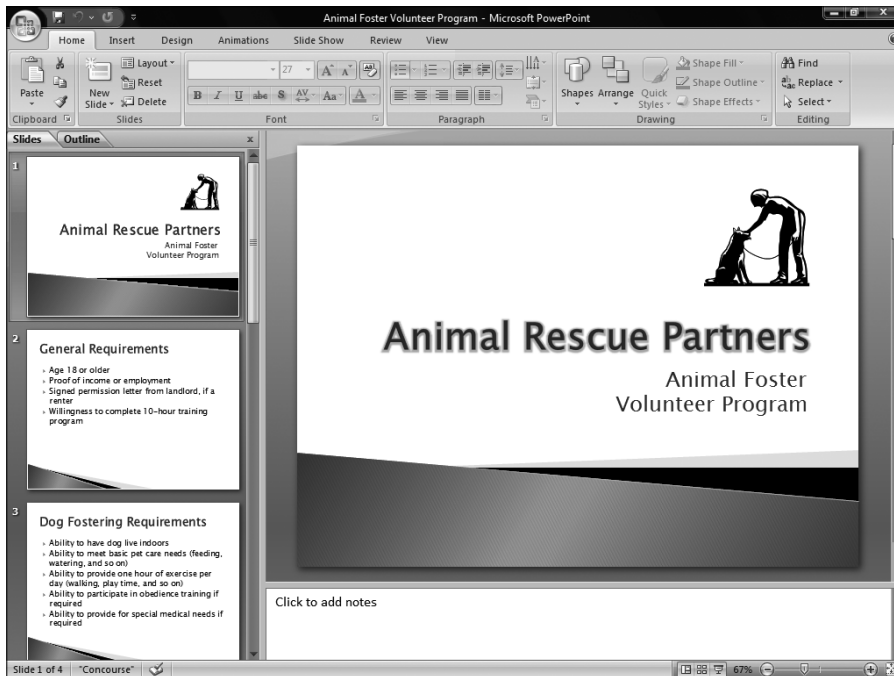 Animal Foster Volunteer Program - Microsoft PowerPoint
Home Insert Design Animations Slide Show Review View
Paste
Clipboard
New
Slide
Layout
Reset
Delete
Slides
27
B I U abe S AV Aa A
Font
Paragraph
Shapes Arrange Quick
Styles
Shape Fill
Shape Outline
Shape Effects
Drawing
Find
Replace
Select
Editing
Slides Outline x
1
Animal Rescue Partners
Animal Foster
Volunteer Program
2
General Requirements
Age 18 or older
Proof of income or employment
Signed permission letter from landlord, if a
renter
Willingness to complete 10-hour training
program
3
Dog Fostering Requirements
Ability to have dog live indoors
Ability to meet basic pet care needs (feeding,
watering, and so on)
Ability to provide one hour of exercise per
day (walking, play time, and so on)
Ability to participate in obedience training if
required
Ability to provide for special medical needs if
required
Animal Rescue Partners
Animal Foster
Volunteer Program
Click to add notes
Slide 1 of 4 "Concourse" 67%